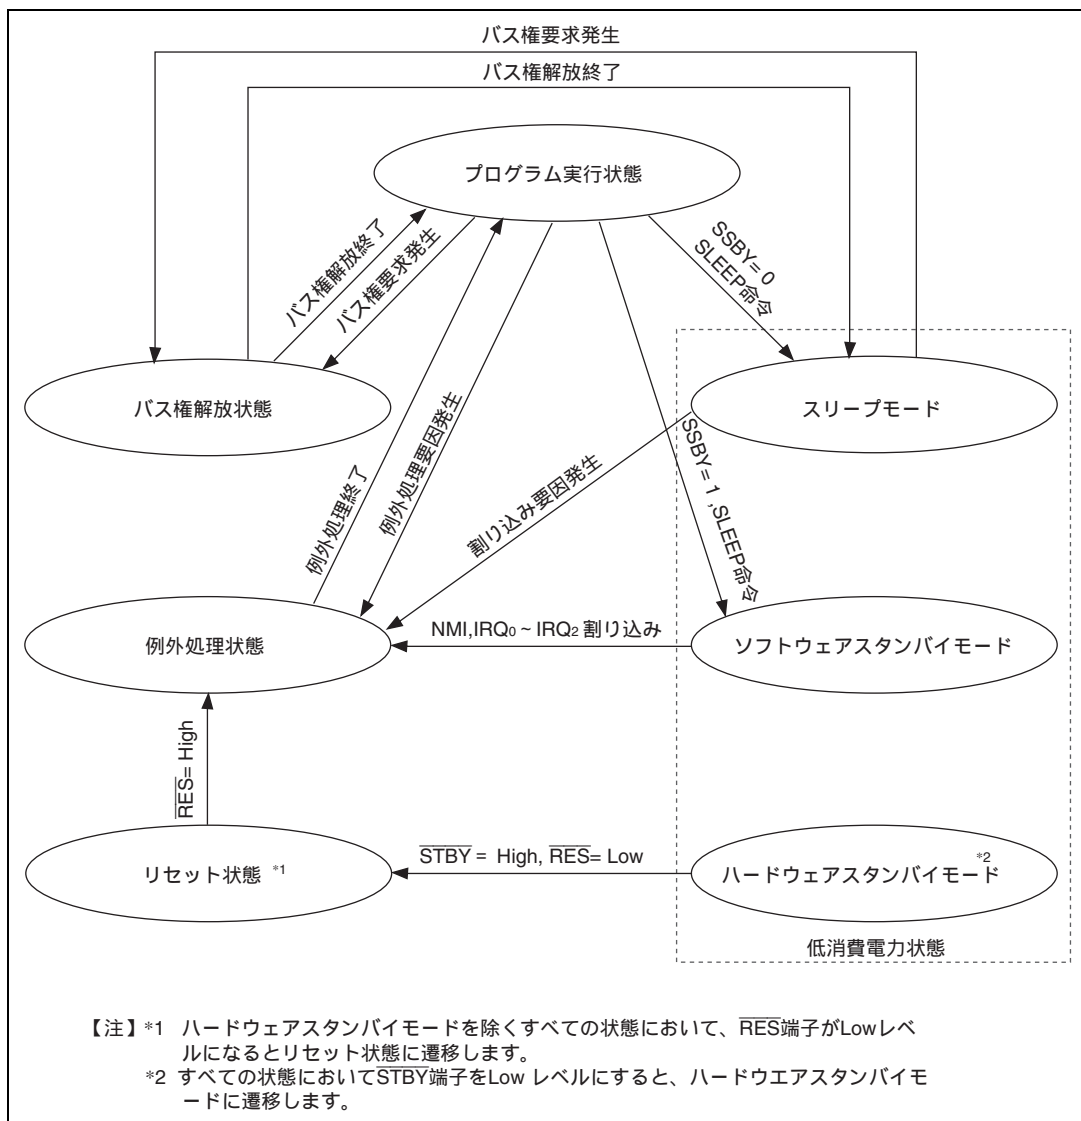 バス権要求発生
バス権解放終了
プログラム実行状態
バス権解放終了
バス権要求発生
SSBY= 0
SLEEP命令
バス権解放状態
スリープモード
例外処理終了
例外処理要因発生
割り込み要因発生
SSBY= 1 ,SLEEP命令
例外処理状態
NMI,IRQ0 ~ IRQ2 割り込み
ソフトウェアスタンバイモード
RES= High
リセット状態 *1
STBY = High, RES= Low
ハードウェアスタンバイモード *2
低消費電力状態
【注】*1 ハードウェアスタンバイモードを除くすべての状態において、RES端子がLowレベ
ルになるとリセット状態に遷移します。
*2 すべての状態においてSTBY端子をLow レベルにすると、ハードウエアスタンバイモ
ードに遷移します。